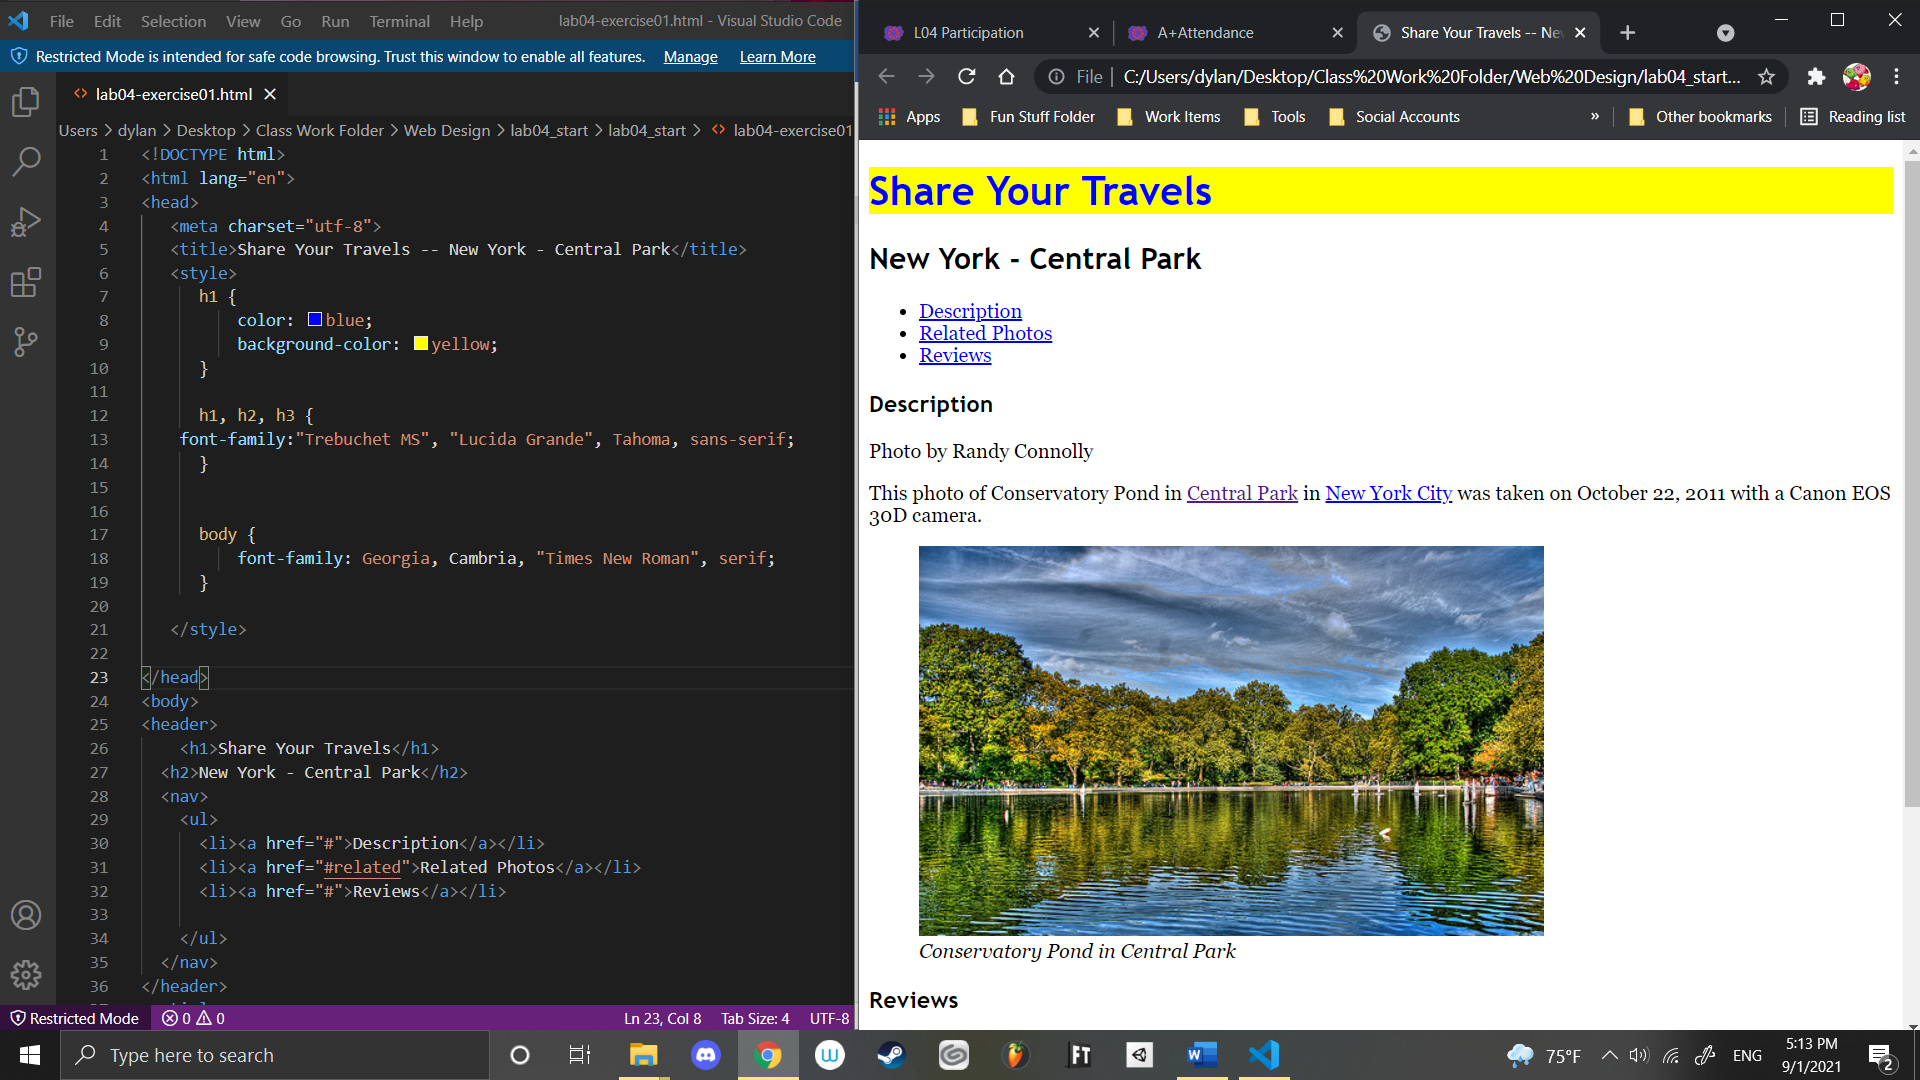 File Edit Selection View Go Run Terminal Help lab04-exercise01.html - Visual Studio Code
Restricted Mode is intended for safe code browsing. Trust this window to enable all features. Manage Learn More
lab04-exercise01.html
Users > dylan > Desktop > Class Work Folder > Web Design > lab04_start > lab04_start > lab04-exercise01
1 <!DOCTYPE html>
2 <html lang="en">
3 <head>
4 <meta charset="utf-8">
5 <title>Share Your Travels -- New York - Central Park</title>
6 <style>
7 h1 {
8 color: blue;
9 background-color: yellow;
10 }
11
12 h1, h2, h3 {
13 font-family:"Trebuchet MS", "Lucida Grande", Tahoma, sans-serif;
14 }
15
16
17 body {
18 font-family: Georgia, Cambria, "Times New Roman", serif;
19 }
20
21 </style>
22
23 </head>
24 <body>
25 <header>
26 <h1>Share Your Travels</h1>
27 <h2>New York - Central Park</h2>
28 <nav>
29 <ul>
30 <li><a href="#">Description</a></li>
31 <li><a href="#related">Related Photos</a></li>
32 <li><a href="#">Reviews</a></li>
33
34 </ul>
35 </nav>
36 </header>
Restricted Mode 0 0 Ln 23, Col 8 Tab Size: 4 UTF-8
L04 Participation A+Attendance Share Your Travels -- Ne
File C:/Users/dylan/Desktop/Class%20Work%20Folder/Web%20Design/lab04_start...
Apps Fun Stuff Folder Work Items Tools Social Accounts » Other bookmarks Reading list
Share Your Travels
New York - Central Park
• Description
• Related Photos
• Reviews
Description
Photo by Randy Connolly
This photo of Conservatory Pond in Central Park in New York City was taken on October 22, 2011 with a Canon EOS
30D camera.
Conservatory Pond in Central Park
Reviews
Type here to search
FT
75°F ENG
5:13 PM
9/1/2021
2